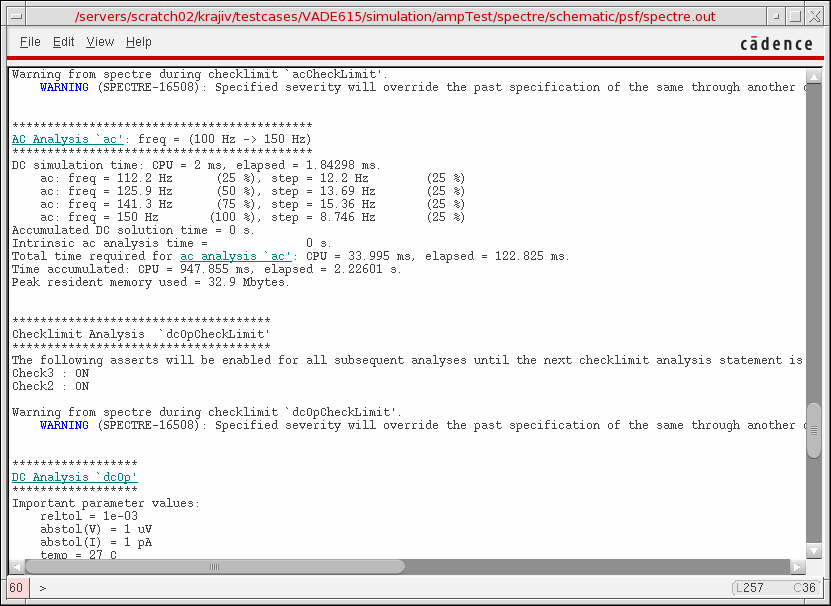 /servers/scratch02/krajiv/testcases/VADE615/simulation/ampTest/spectre/schematic/psf/spectre.out
File Edit View Help
cādence
Warning from spectre during checklimit `acCheckLimit'.
    WARNING (SPECTRE-16508): Specified severity will override the past specification of the same through another
*******************************************
AC Analysis `ac': freq = (100 Hz -> 150 Hz)
*******************************************
DC simulation time: CPU = 2 ms, elapsed = 1.84298 ms.
    ac: freq = 112.2 Hz      (25 %), step = 12.2 Hz        (25 %)
    ac: freq = 125.9 Hz      (50 %), step = 13.69 Hz       (25 %)
    ac: freq = 141.3 Hz      (75 %), step = 15.36 Hz       (25 %)
    ac: freq = 150 Hz       (100 %), step = 8.746 Hz       (25 %)
Accumulated DC solution time = 0 s.
Intrinsic ac analysis time =              0 s.
Total time required for ac analysis `ac': CPU = 33.995 ms, elapsed = 122.825 ms.
Time accumulated: CPU = 947.855 ms, elapsed = 2.22601 s.
Peak resident memory used = 32.9 Mbytes.
*************************************
Checklimit Analysis  `dcOpCheckLimit'
*************************************
The following asserts will be enabled for all subsequent analyses until the next checklimit analysis statement is
Check3 : ON
Check2 : ON
Warning from spectre during checklimit `dcOpCheckLimit'.
    WARNING (SPECTRE-16508): Specified severity will override the past specification of the same through another
******************
DC Analysis `dcOp'
******************
Important parameter values:
    reltol = 1e-03
    abstol(V) = 1 uV
    abstol(I) = 1 pA
    temp = 27 C
60 > L257 C36